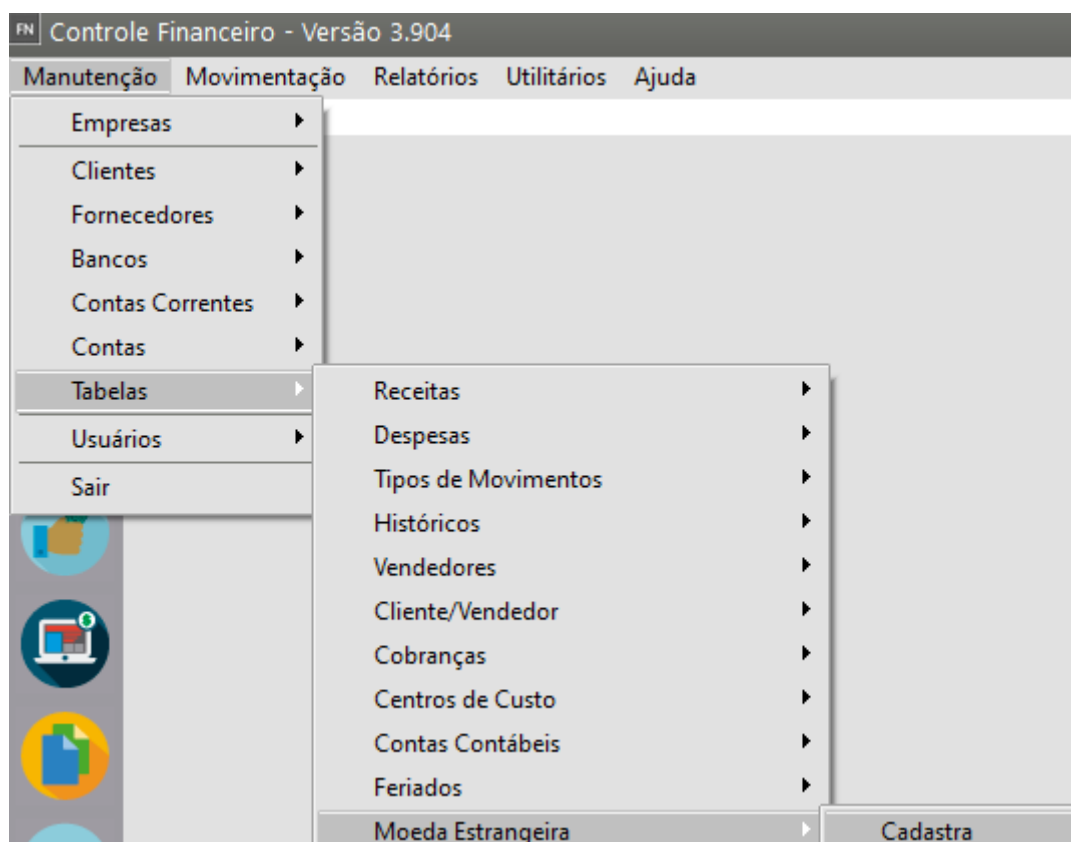 FN Controle Financeiro - Versão 3.904
Manutenção Movimentação Relatórios Utilitários Ajuda
Empresas
Clientes
Fornecedores
Bancos
Contas Correntes
Contas
Tabelas
Usuários
Sair
Receitas
Despesas
Tipos de Movimentos
Históricos
Vendedores
Cliente/Vendedor
Cobranças
Centros de Custo
Contas Contábeis
Feriados
Moeda Estrangeira
Cadastra